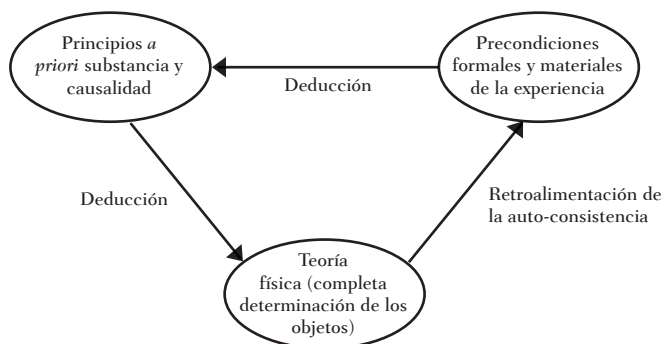 Principios a
priori substancia y
causalidad
Precondiciones
formales y materiales
de la experiencia
Deducción
Deducción
Retroalimentación de
la auto-consistencia
Teoría
física (completa
determinación de los
objetos)